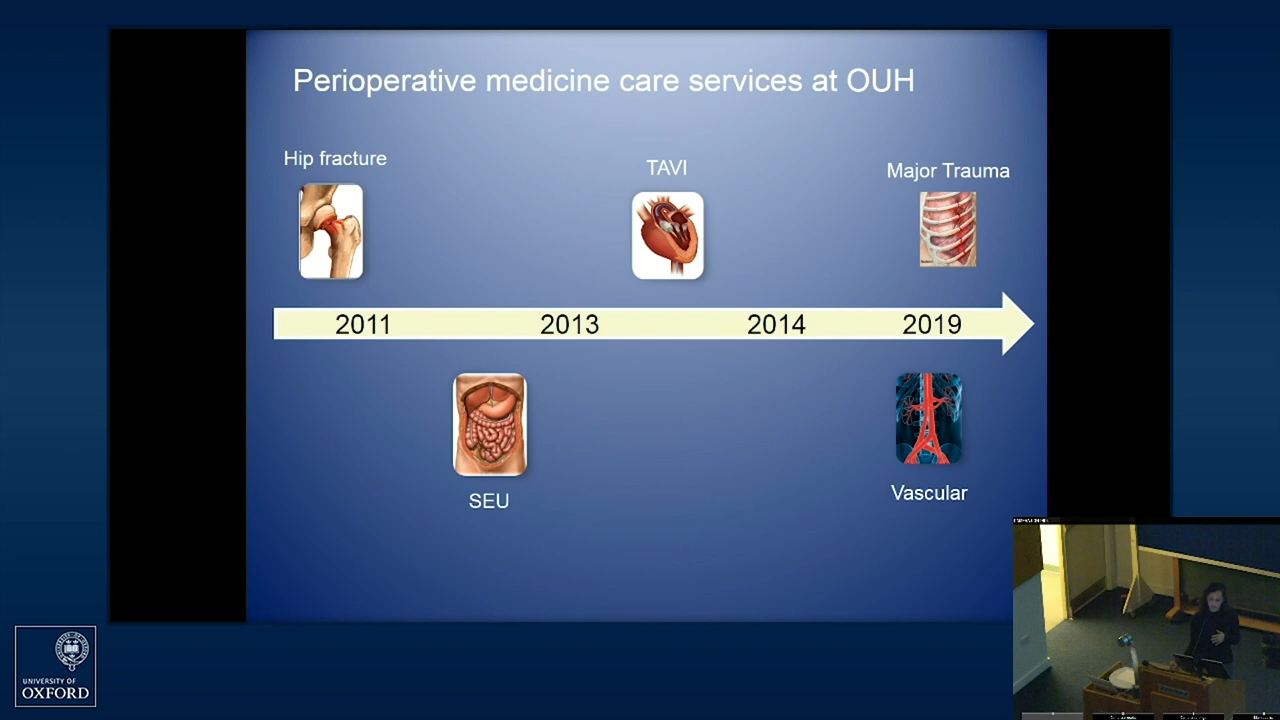 Perioperative medicine care services at OUH
Hip fracture
TAVI
Major Trauma
2011
2013
2014
2019
SEU
Vascular
UNIVERSITY OF
OXFORD